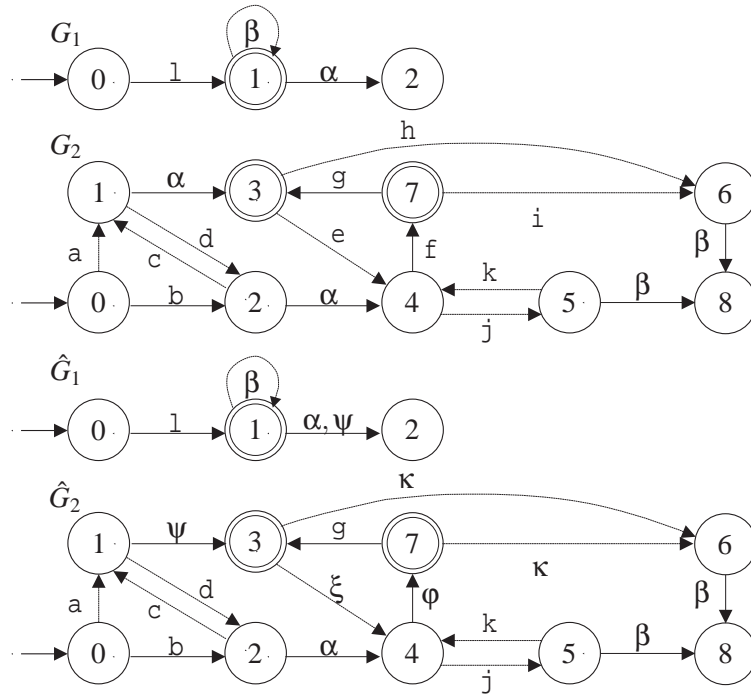 β
G₁
0 l 1 α 2
h
G₂
1 α 3 g 7 6
a d c e f i β
k
0 b 2 α 4 5 β 8
j
β
Ĝ₁
0 l 1 α, ψ 2
κ
Ĝ₂
1 ψ 3 g 7 6
a d c ξ φ κ β
k
0 b 2 α 4 5 β 8
j